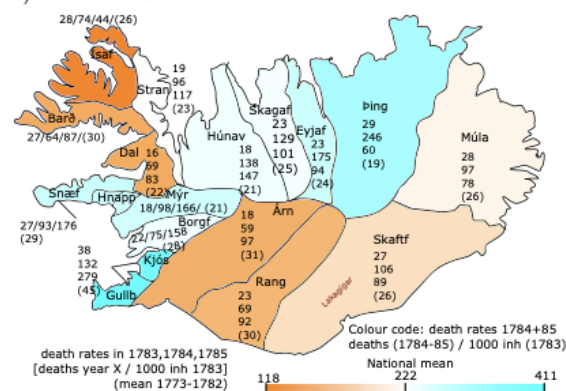 28/74/44/(26)
Ísaf
Stran
19
96
117
(23)
Barð
27/64/87/(30)
Dal
16
69
83
(22)
Húnav
18
138
147
(21)
Skagaf
23
129
101
(25)
Eyjaf
23
175
94
(24)
Þing
29
246
60
(19)
Múla
28
97
78
(26)
Snæf
Hnapp
Mýr
18/98/166/ (21)
27/93/176
(29)
Borgf
22/75/158
(28)
Árn
18
59
97
(31)
Kjós
38
132
279
(45)
Gullb
Rang
23
69
92
(30)
Skaftf
27
106
89
(26)
Lakagígar
death rates in 1783,1784,1785
[deaths year X / 1000 inh 1783]
(mean 1773-1782)
Colour code: death rates 1784+85
deaths (1784-85) / 1000 inh (1783)
National mean
118 222 411